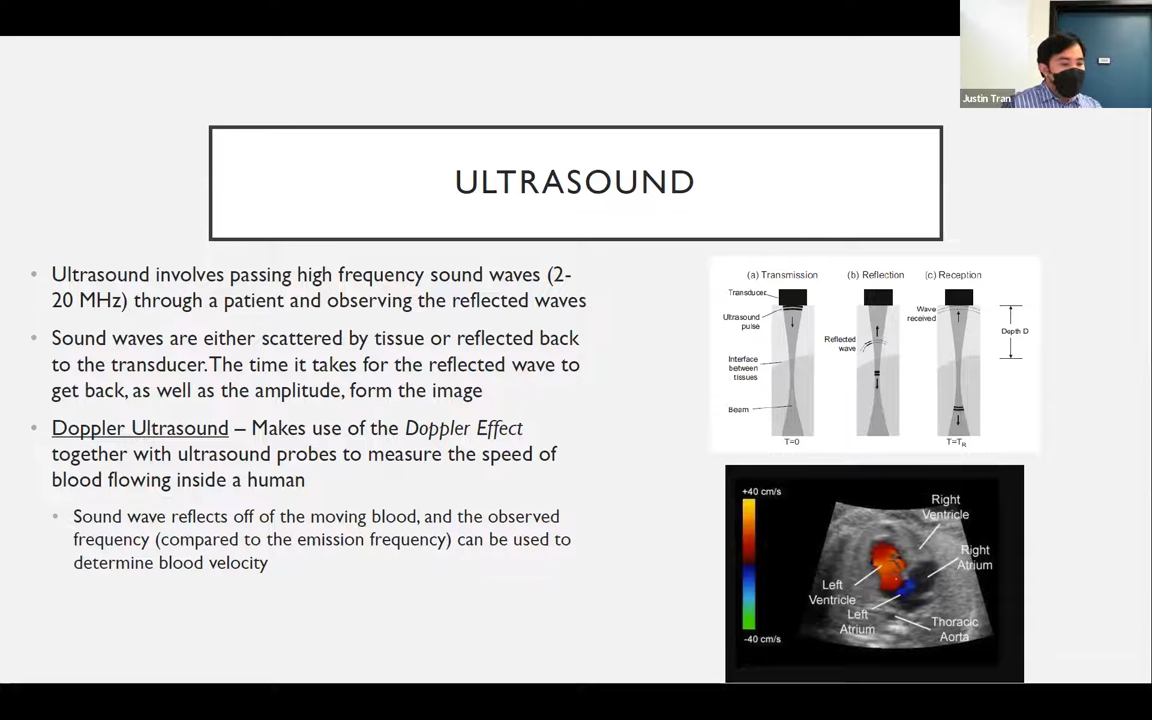 Justin Tran
ULTRASOUND
• Ultrasound involves passing high frequency sound waves (2-
20 MHz) through a patient and observing the reflected waves
• Sound waves are either scattered by tissue or reflected back
to the transducer. The time it takes for the reflected wave to
get back, as well as the amplitude, form the image
• Doppler Ultrasound – Makes use of the Doppler Effect
together with ultrasound probes to measure the speed of
blood flowing inside a human
• Sound wave reflects off of the moving blood, and the observed
frequency (compared to the emission frequency) can be used to
determine blood velocity
(a) Transmission
(b) Reflection
(c) Reception
Transducer
Ultrasound
pulse
Interface
between
tissues
Beam
T=0
Reflected
wave
Wave
received
Depth D
T=TR
+40 cm/s
-40 cm/s
Right
Ventricle
Right
Atrium
Left
Ventricle
Left
Atrium
Thoracic
Aorta